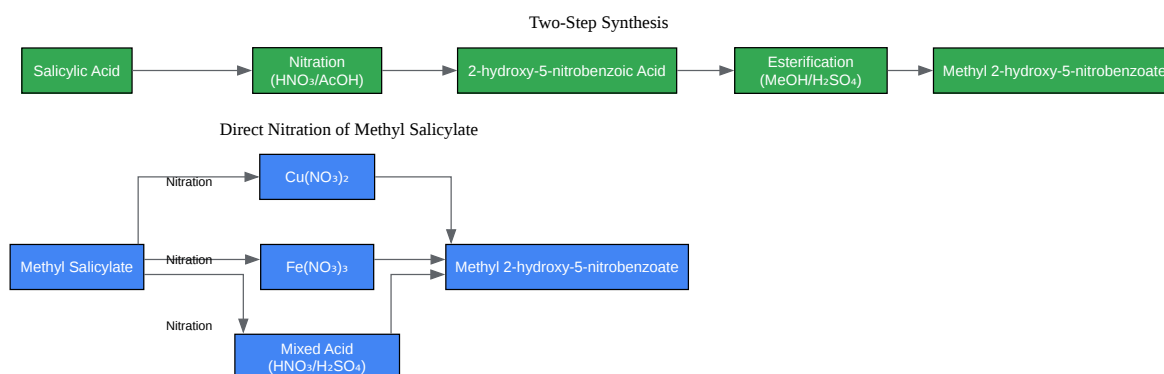 Two-Step Synthesis
Salicylic Acid
Nitration
(HNO₃/AcOH)
2-hydroxy-5-nitrobenzoic Acid
Esterification
(MeOH/H₂SO₄)
Methyl 2-hydroxy-5-nitrobenzoate
Direct Nitration of Methyl Salicylate
Nitration
Cu(NO₃)₂
Methyl Salicylate
Nitration
Fe(NO₃)₃
Methyl 2-hydroxy-5-nitrobenzoate
Nitration
Mixed Acid
(HNO₃/H₂SO₄)